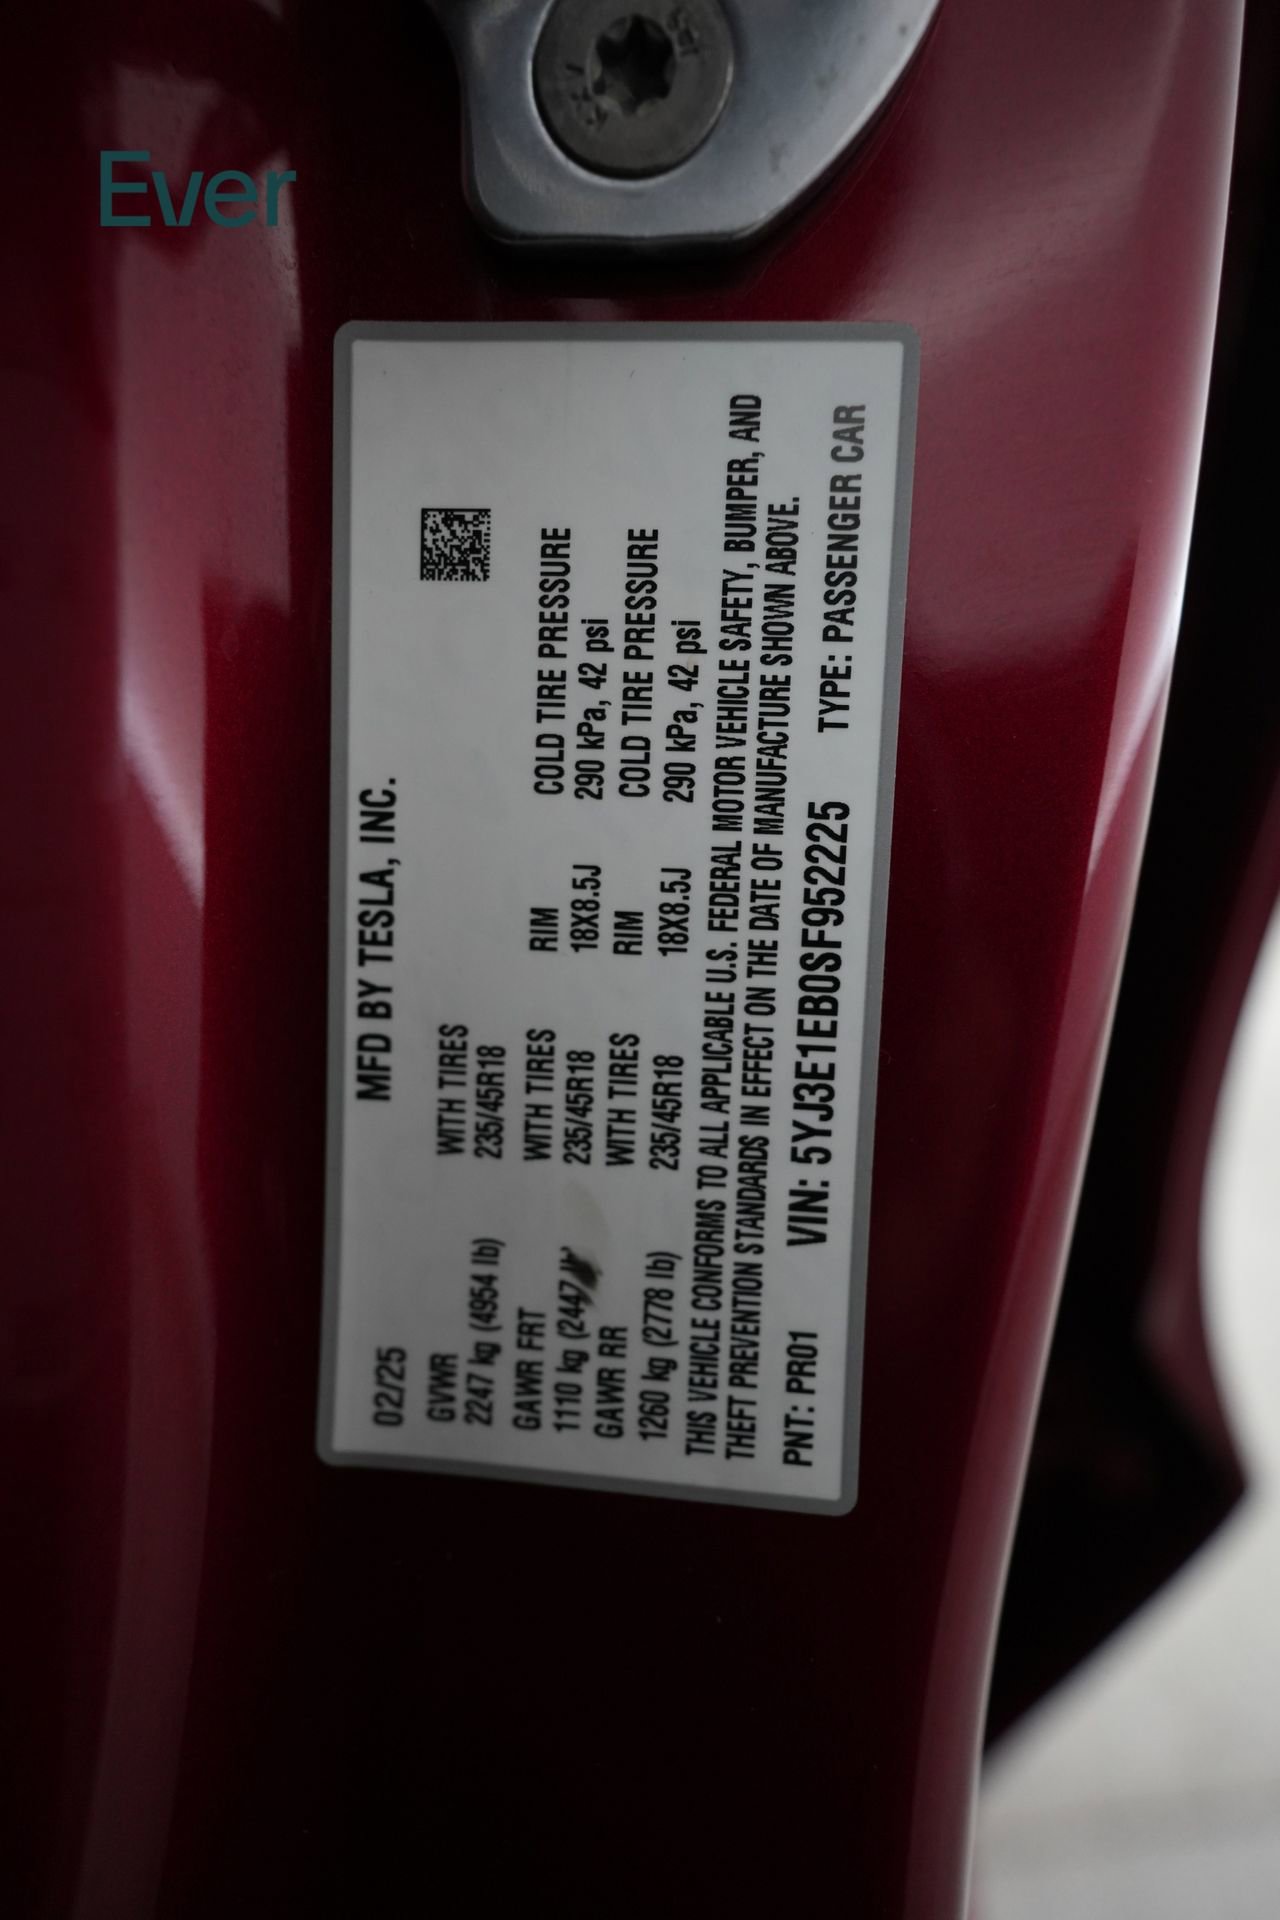 Ever
MFD BY TESLA, INC.
02/25
GVWR WITH TIRES
2247 kg (4954 lb) 235/45R18
GAWR FRT WITH TIRES RIM COLD TIRE PRESSURE
1110 kg (2447 235/45R18 18X8.5J 290 kPa, 42 psi
GAWR RR WITH TIRES RIM COLD TIRE PRESSURE
1260 kg (2778 lb) 235/45R18 18X8.5J 290 kPa, 42 psi
THIS VEHICLE CONFORMS TO ALL APPLICABLE U.S. FEDERAL MOTOR VEHICLE SAFETY, BUMPER, AND
THEFT PREVENTION STANDARDS IN EFFECT ON THE DATE OF MANUFACTURE SHOWN ABOVE.
PNT: PR01 VIN: 5YJ3E1EB0SF952225 TYPE: PASSENGER CAR